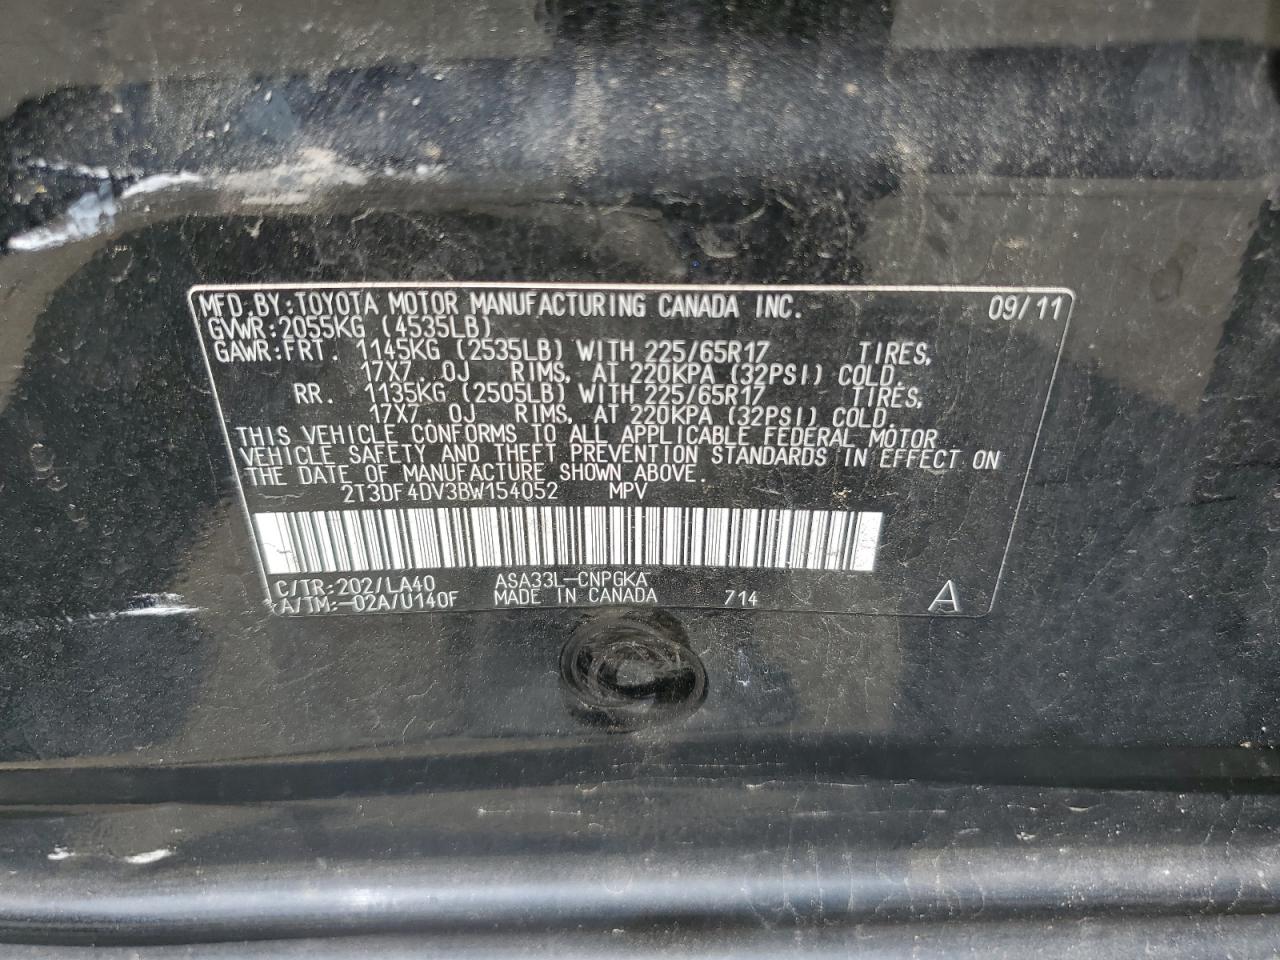 MFD.BY:TOYOTA MOTOR MANUFACTURING CANADA INC. 09/11
GVWR:2055KG (4535LB)
GAWR:FRT. 1145KG (2535LB) WITH 225/65R17 TIRES,
17X7.0J RIMS, AT 220KPA (32PSI) COLD.
RR. 1135KG (2505LB) WITH 225/65R17 TIRES,
17X7.0J RIMS, AT 220KPA (32PSI) COLD.
THIS VEHICLE CONFORMS TO ALL APPLICABLE FEDERAL MOTOR
VEHICLE SAFETY AND THEFT PREVENTION STANDARDS IN EFFECT ON
THE DATE OF MANUFACTURE SHOWN ABOVE.
2T3DF4DV3BW154052 MPV
C/TR:202/LA40 ASA33L-CNPGKA
A/TM:-02A/U140F MADE IN CANADA 714 A